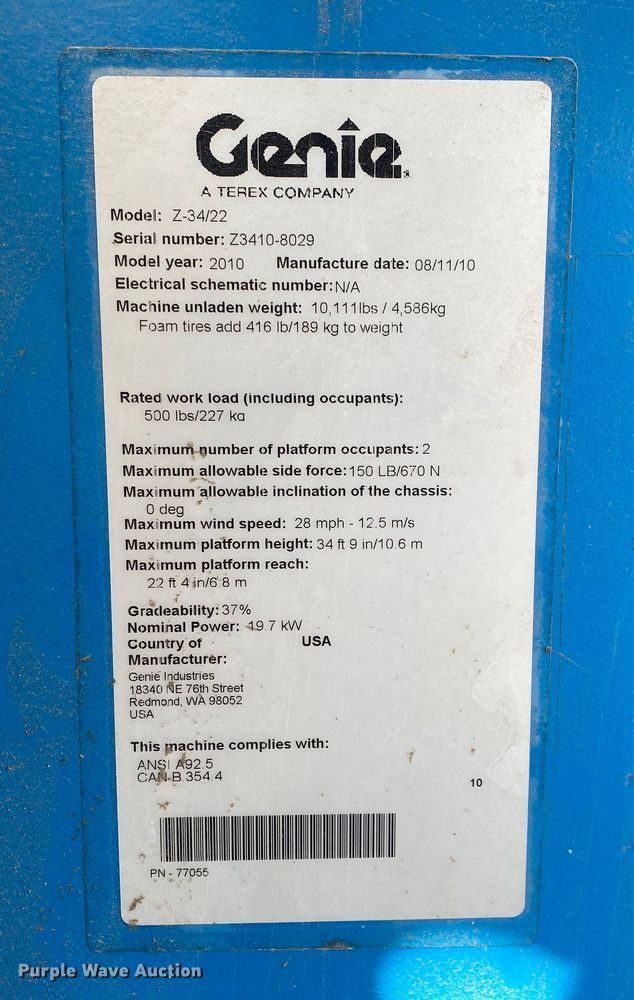 Genie
A TEREX COMPANY
Model: Z-34/22
Serial number: Z3410-8029
Model year: 2010 Manufacture date: 08/11/10
Electrical schematic number: N/A
Machine unladen weight: 10,111lbs / 4,586kg
Foam tires add 416 lb/189 kg to weight
Rated work load (including occupants):
500 lbs/227 kg
Maximum number of platform occupants: 2
Maximum allowable side force: 150 LB/670 N
Maximum allowable inclination of the chassis:
0 deg
Maximum wind speed: 28 mph - 12.5 m/s
Maximum platform height: 34 ft 9 in/10.6 m
Maximum platform reach:
22 ft 4 in/6.8 m
Gradeability: 37%
Nominal Power: 19.7 kW
Country of USA
Manufacturer:
Genie Industries
18340 NE 76th Street
Redmond, WA 98052
USA
This machine complies with:
ANSI A92.5
CAN B.354.4
10
PN - 77055
Purple Wave Auction